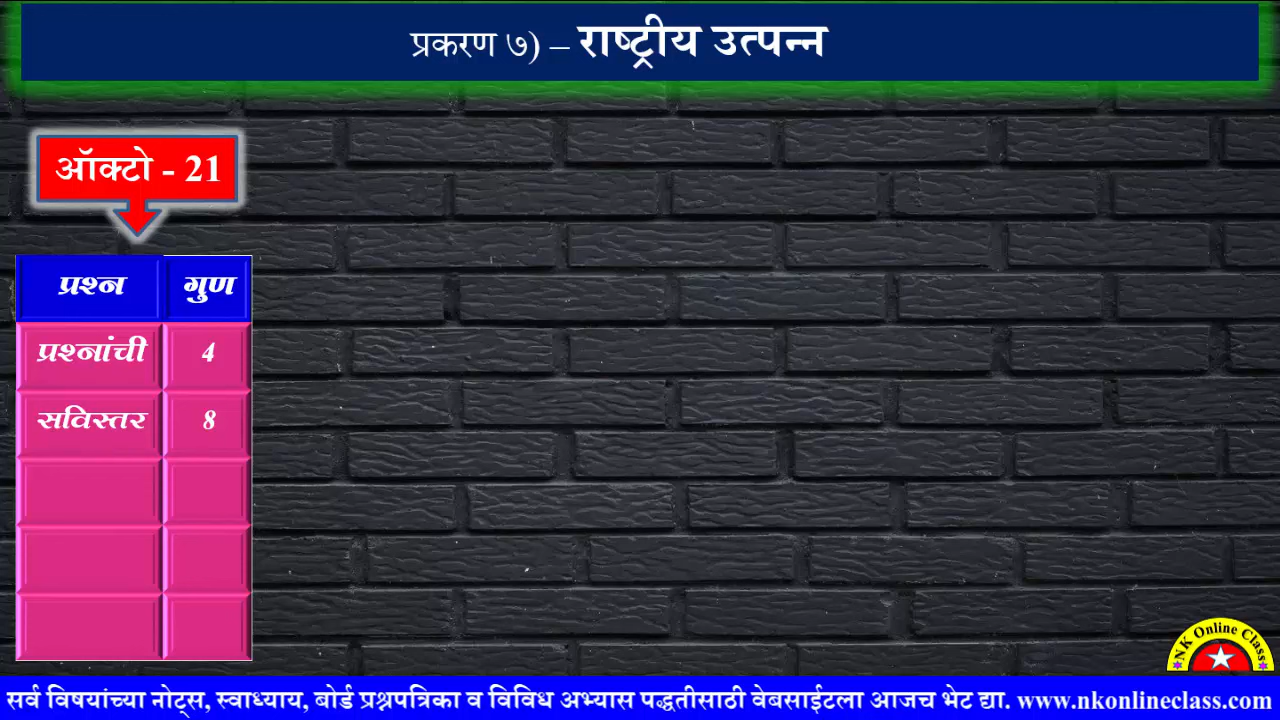 प्रकरण ७) – राष्ट्रीय उत्पन्न
ऑक्टो - 21
प्रश्न गुण
प्रश्नांची 4
सविस्तर 8
NK Online Class
सर्व विषयांच्या नोट्स, स्वाध्याय, बोर्ड प्रश्नपत्रिका व विविध अभ्यास पद्धतीसाठी वेबसाईटला आजच भेट द्या. www.nkonlineclass.com